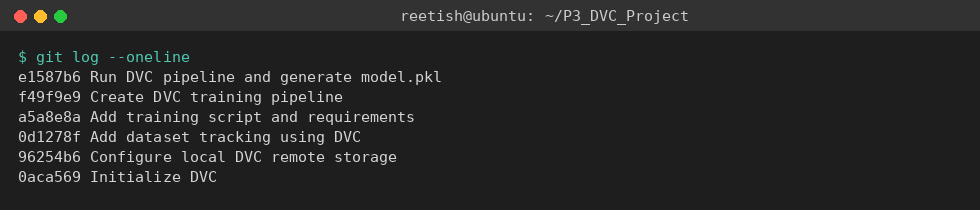 reetish@ubuntu: ~/P3_DVC_Project
$ git log --oneline
e1587b6 Run DVC pipeline and generate model.pkl
f49f9e9 Create DVC training pipeline
a5a8e8a Add training script and requirements
0d1278f Add dataset tracking using DVC
96254b6 Configure local DVC remote storage
0aca569 Initialize DVC